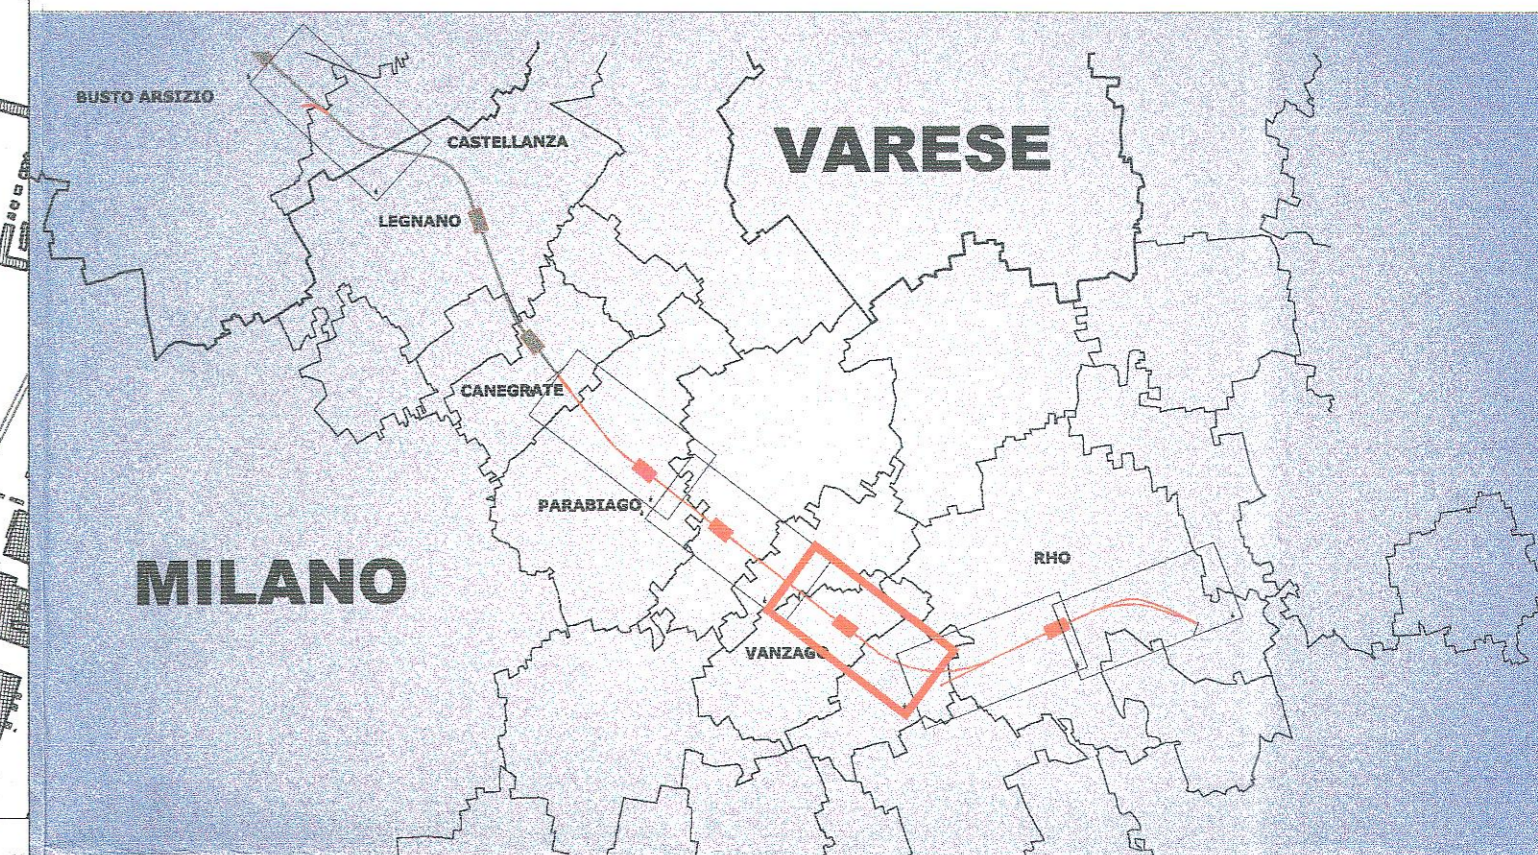 BUSTO ARSIZIO
CASTELLANZA
VARESE
LEGNANO
CANEGRATE
PARABIAGO
MILANO
RHO
VANZAGO